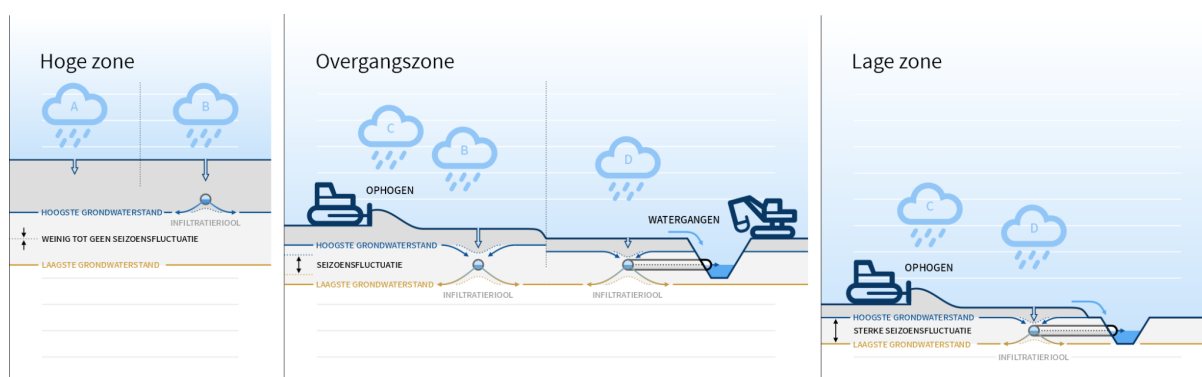 Hoge zone
A
B
HOOGSTE GRONDWATERSTAND
INFILTRATIERIOOL
WEINIG TOT GEEN SEIZOENSFLUCTUATIE
LAAGSTE GRONDWATERSTAND
Overgangszone
C
B
D
OPHOGEN
WATERGANGEN
HOOGSTE GRONDWATERSTAND
SEIZOENSFLUCTUATIE
LAAGSTE GRONDWATERSTAND
INFILTRATIERIOOL
INFILTRATIERIOOL
Lage zone
C
D
OPHOGEN
HOOGSTE GRONDWATERSTAND
STERKE SEIZOENSFLUCTUATIE
LAAGSTE GRONDWATERSTAND
INFILTRATIERIOOL